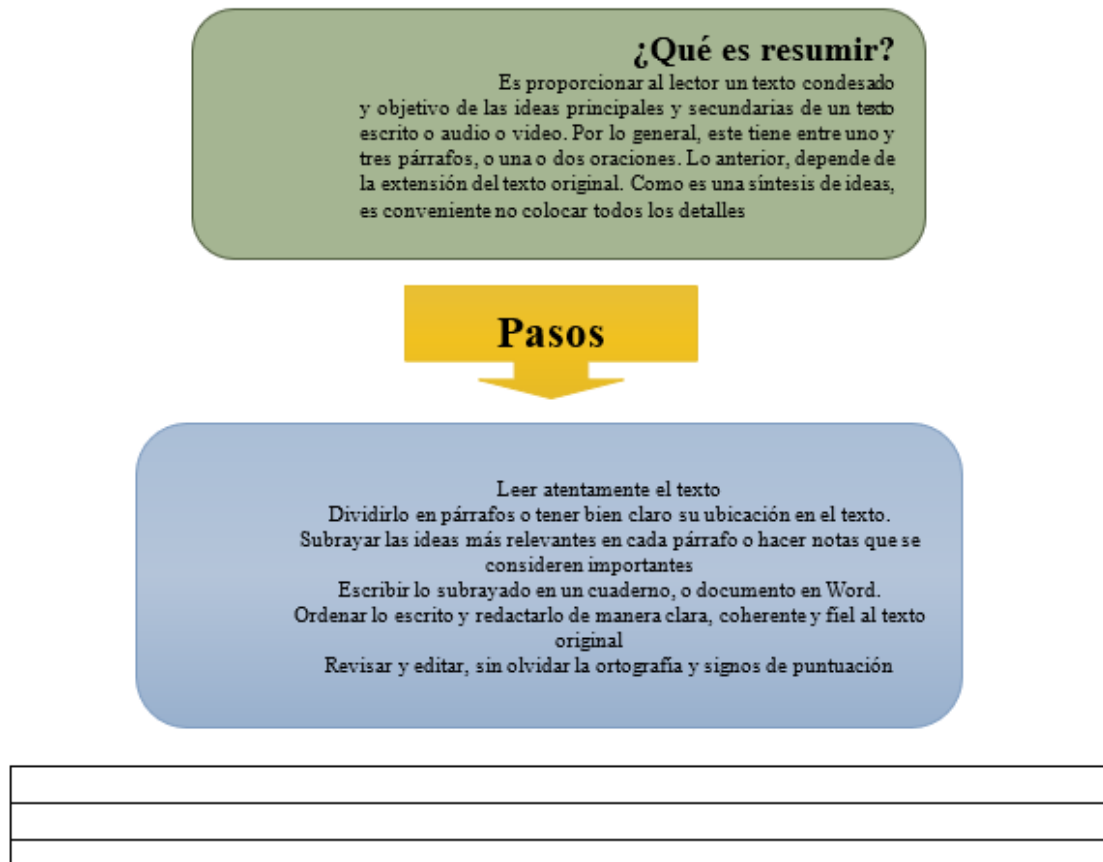 ¿Qué es resumir?
Es proporcionar al lector un texto condesado
y objetivo de las ideas principales y secundarias de un texto
escrito o audio o video. Por lo general, este tiene entre uno y
tres párrafos, o una o dos oraciones. Lo anterior, depende de
la extensión del texto original. Como es una síntesis de ideas,
es conveniente no colocar todos los detalles
Pasos
Leer atentamente el texto
Dividirlo en párrafos o tener bien claro su ubicación en el texto.
Subrayar las ideas más relevantes en cada párrafo o hacer notas que se
consideren importantes
Escribir lo subrayado en un cuaderno, o documento en Word.
Ordenar lo escrito y redactarlo de manera clara, coherente y fiel al texto
original
Revisar y editar, sin olvidar la ortografía y signos de puntuación